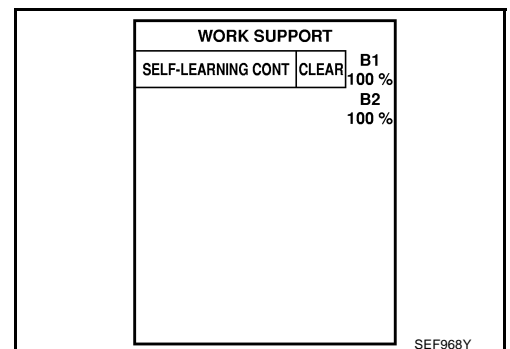 WORK SUPPORT
SELF-LEARNING CONT CLEAR B1
100 %
B2
100 %
SEF968Y